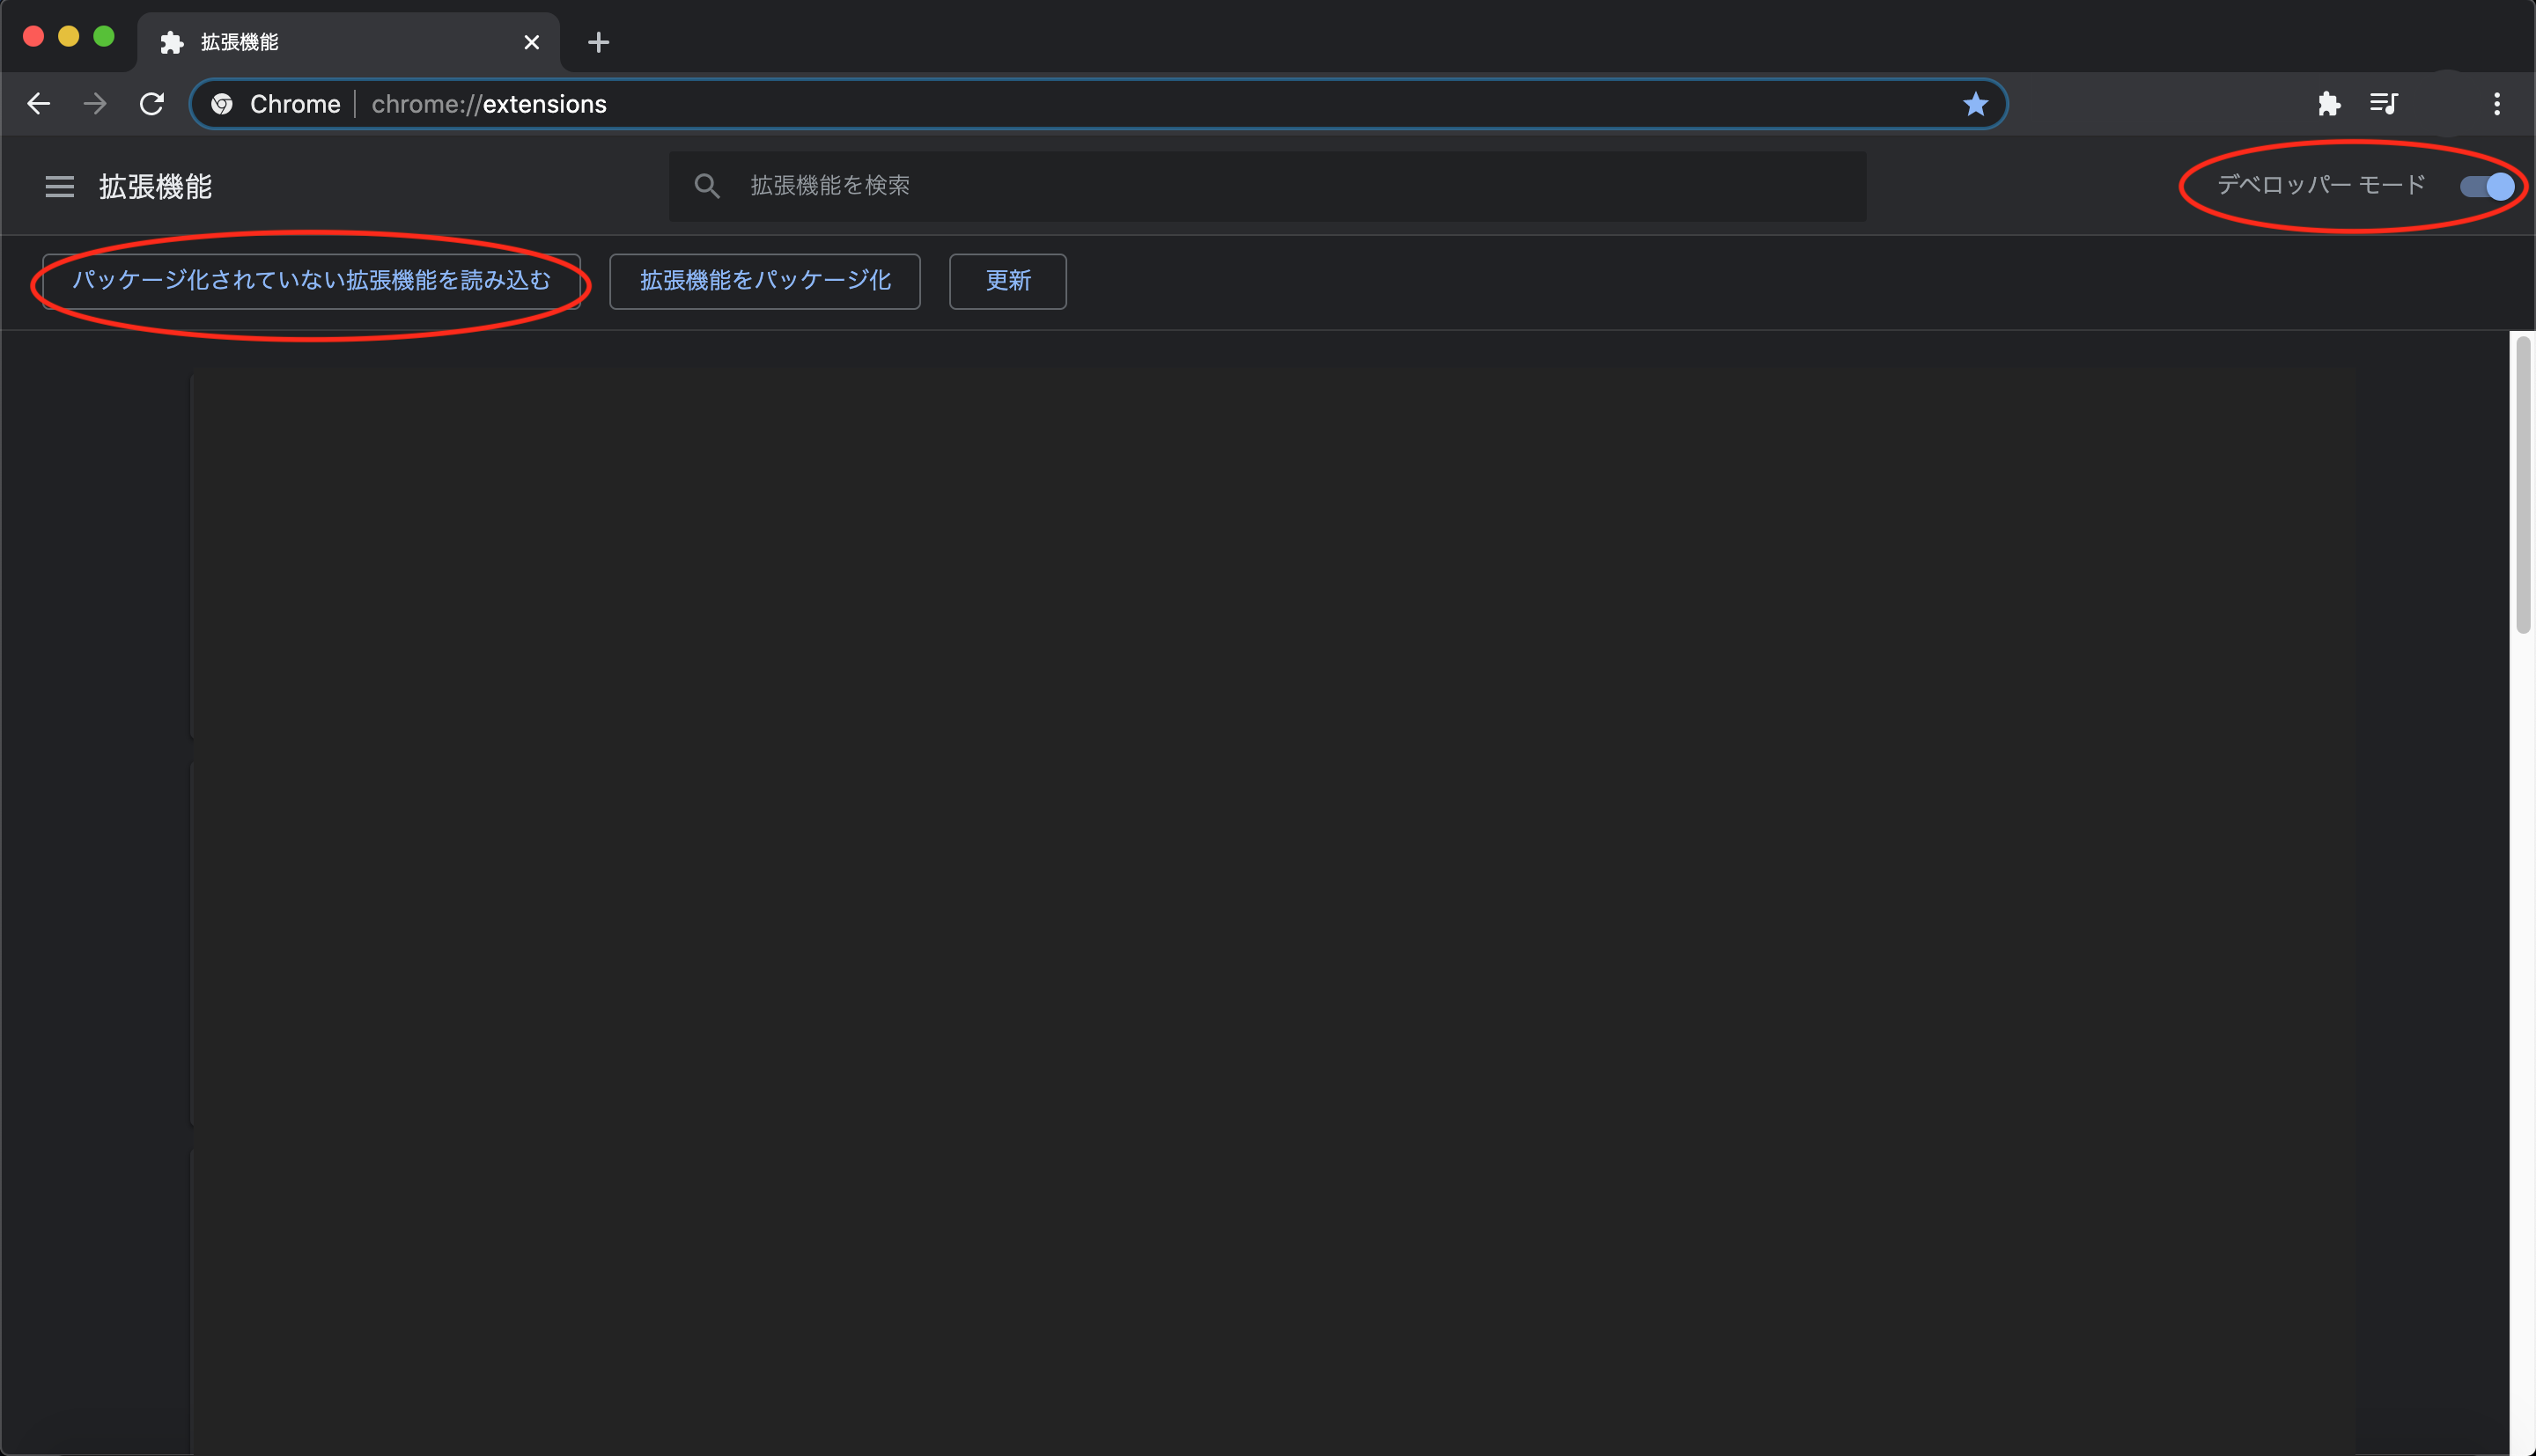 拡張機能
Chrome chrome://extensions
拡張機能
拡張機能を検索
デベロッパー モード
パッケージ化されていない拡張機能を読み込む
拡張機能をパッケージ化
更新